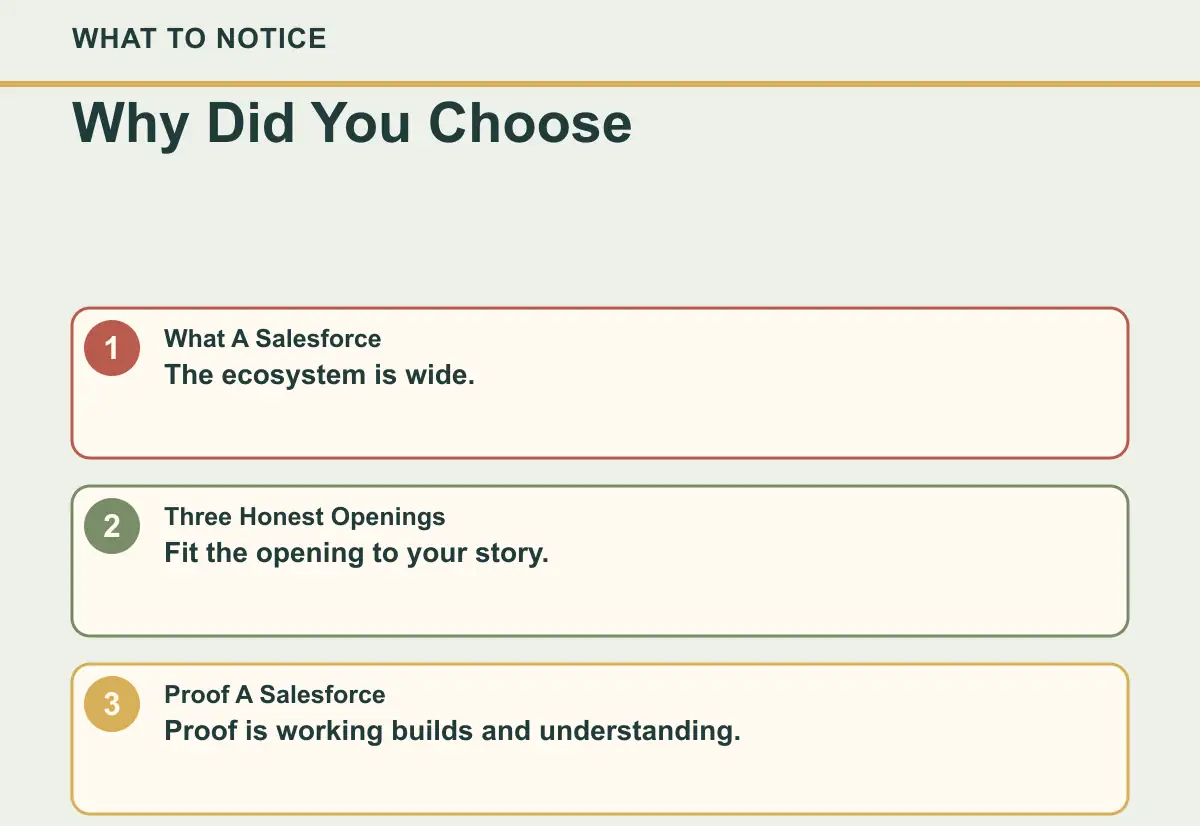 WHAT TO NOTICE
Why Did You Choose
1
What A Salesforce
The ecosystem is wide.
2
Three Honest Openings
Fit the opening to your story.
3
Proof A Salesforce
Proof is working builds and understanding.